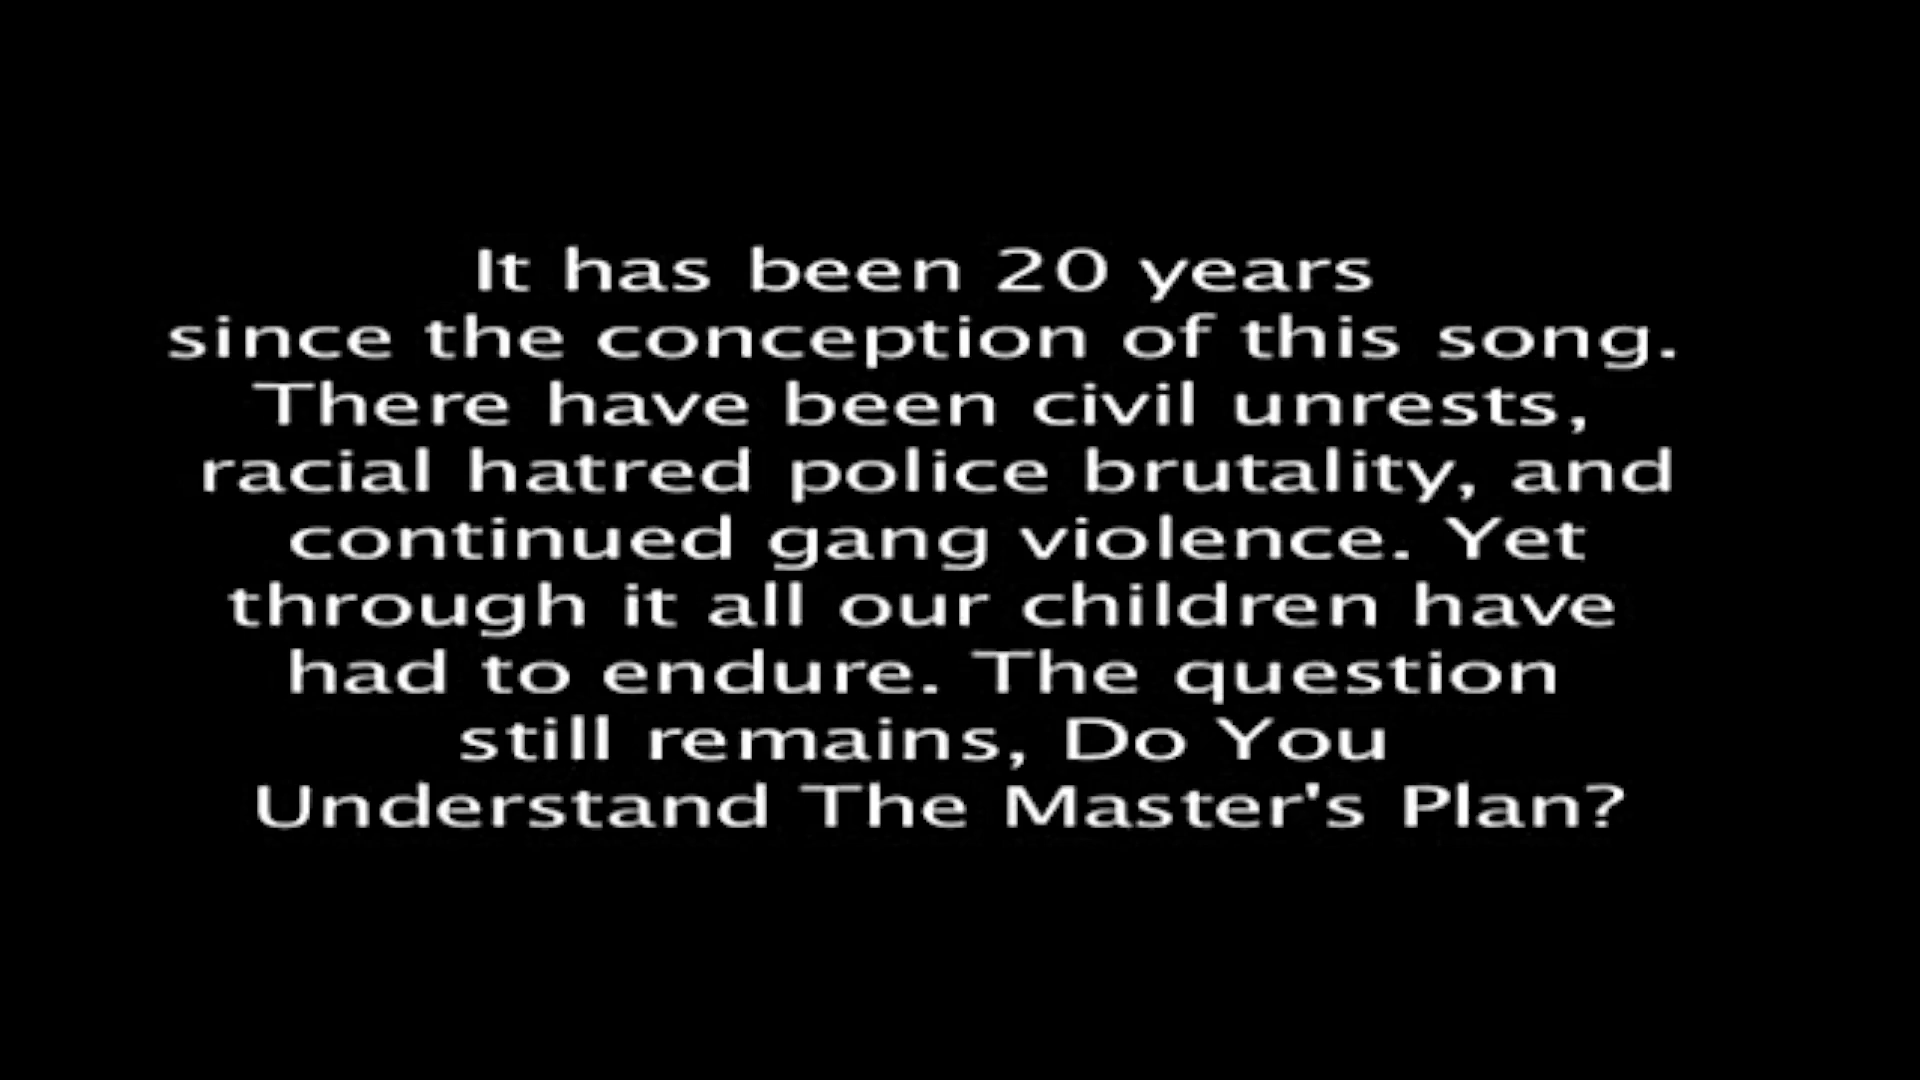 It has been 20 years
since the conception of this song.
There have been civil unrests,
racial hatred police brutality, and
continued gang violence. Yet
through it all our children have
had to endure. The question
still remains, Do You
Understand The Master's Plan?